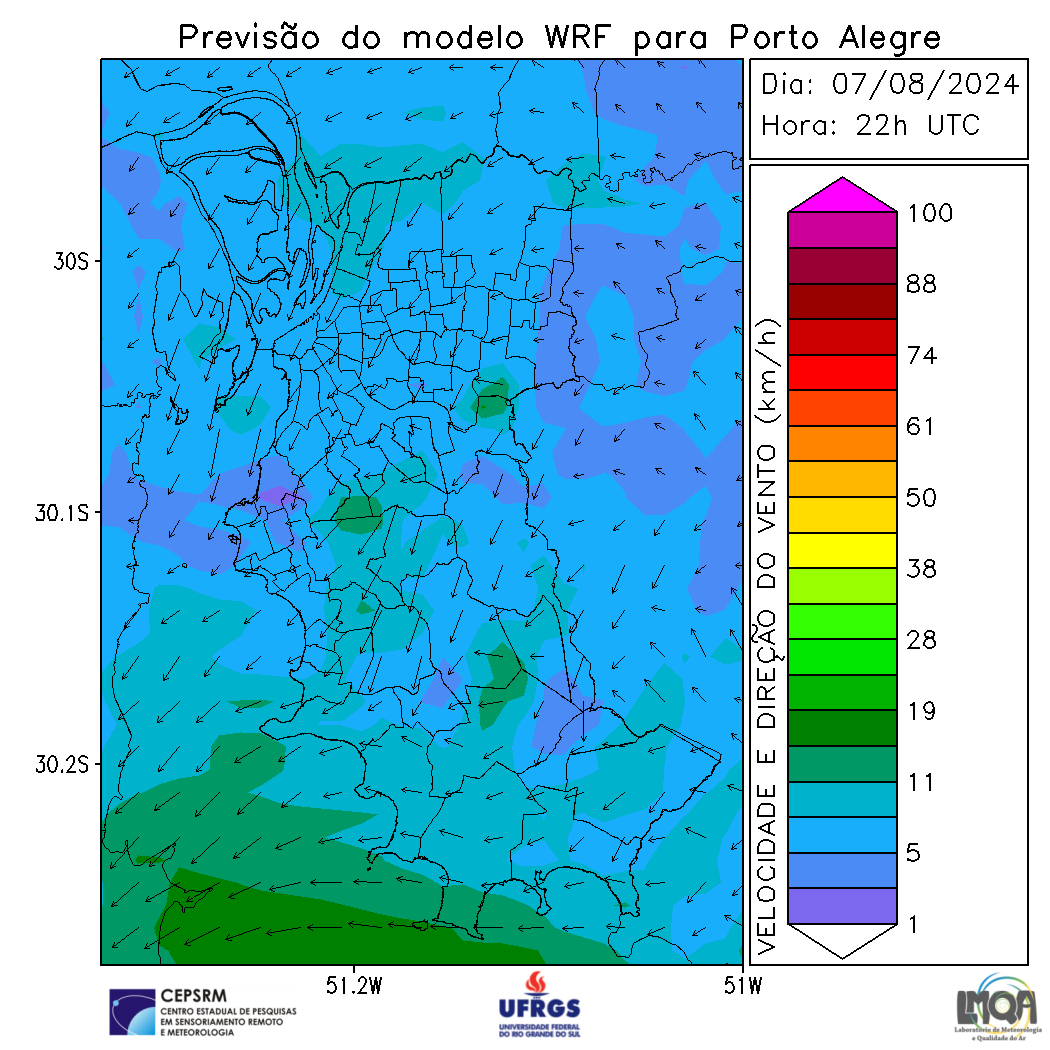 Previsão do modelo WRF para Porto Alegre
Dia: 07/08/2024
Hora: 22h UTC
30S
30.1S
30.2S
51.2W
51W
VELOCIDADE E DIREÇÃO DO VENTO (km/h)
100
88
74
61
50
38
28
19
11
5
1
CEPSRM
CENTRO ESTADUAL DE PESQUISAS
EM SENSORIAMENTO REMOTO
E METEOROLOGIA
UFRGS
UNIVERSIDADE FEDERAL
DO RIO GRANDE DO SUL
LMQA
Laboratório de Meteorologia
e Qualidade do Ar